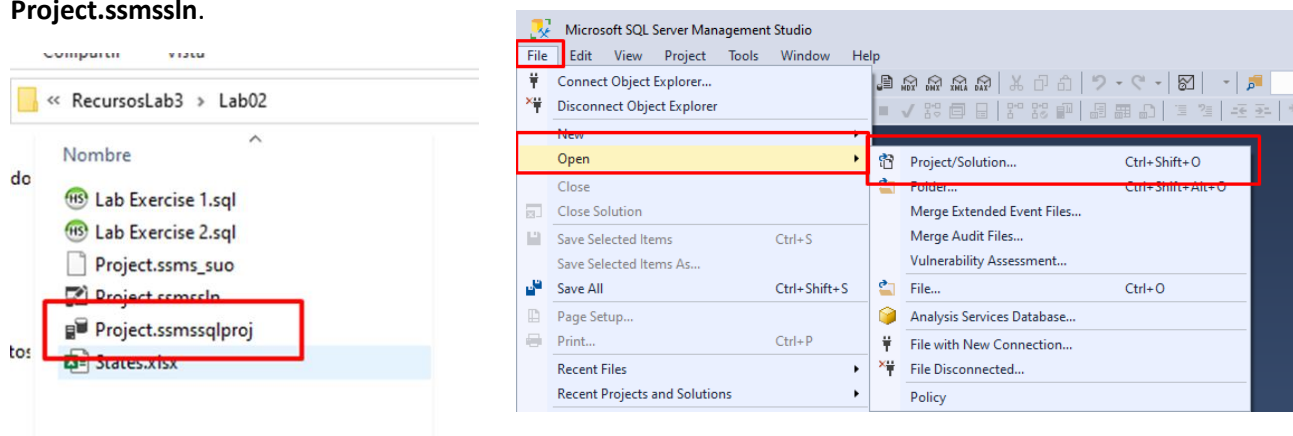 Project.ssmssln.
Compartir Vista
« RecursosLab3 > Lab02
Nombre
do
Lab Exercise 1.sql
Lab Exercise 2.sql
Project.ssms_suo
Project.ssmssln
Project.ssmssqlproj
tos
States.xlsx
Microsoft SQL Server Management Studio
File Edit View Project Tools Window Help
Connect Object Explorer...
Disconnect Object Explorer
New
Open
Close
Close Solution
Save Selected Items Ctrl+S
Save Selected Items As...
Save All Ctrl+Shift+S
Page Setup...
Print... Ctrl+P
Recent Files
Recent Projects and Solutions
MDX DMX XMLA DAX
Project/Solution... Ctrl+Shift+O
Folder... Ctrl+Shift+Alt+O
Merge Extended Event Files...
Merge Audit Files...
Vulnerability Assessment...
File... Ctrl+O
Analysis Services Database...
File with New Connection...
File Disconnected...
Policy